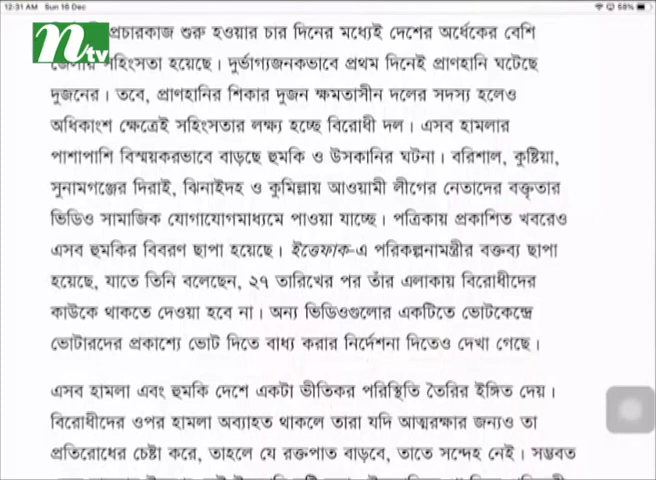 12:31 AM Sun 16 Dec
58%
ntv
প্রচারকাজ শুরু হওয়ার চার দিনের মধ্যেই দেশের অর্ধেকের বেশি
জেলায় সহিংসতা হয়েছে। দুর্ভাগ্যজনকভাবে প্রথম দিনেই প্রাণহানি ঘটেছে
দুজনের। তবে, প্রাণহানির শিকার দুজন ক্ষমতাসীন দলের সদস্য হলেও
অধিকাংশ ক্ষেত্রেই সহিংসতার লক্ষ্য হচ্ছে বিরোধী দল। এসব হামলার
পাশাপাশি বিস্ময়করভাবে বাড়ছে হুমকি ও উসকানির ঘটনা। বরিশাল, কুষ্টিয়া,
সুনামগঞ্জের দিরাই, ঝিনাইদহ ও কুমিল্লায় আওয়ামী লীগের নেতাদের বক্তৃতার
ভিডিও সামাজিক যোগাযোগমাধ্যমে পাওয়া যাচ্ছে। পত্রিকায় প্রকাশিত খবরেও
এসব হুমকির বিবরণ ছাপা হয়েছে। ইত্তেফাক-এ পরিকল্পনামন্ত্রীর বক্তব্য ছাপা
হয়েছে, যাতে তিনি বলেছেন, ২৭ তারিখের পর তাঁর এলাকায় বিরোধীদের
কাউকে থাকতে দেওয়া হবে না। অন্য ভিডিওগুলোর একটিতে ভোটকেন্দ্রে
ভোটারদের প্রকাশ্যে ভোট দিতে বাধ্য করার নির্দেশনা দিতেও দেখা গেছে।
এসব হামলা এবং হুমকি দেশে একটা ভীতিকর পরিস্থিতি তৈরির ইঙ্গিত দেয়।
বিরোধীদের ওপর হামলা অব্যাহত থাকলে তারা যদি আত্মরক্ষার জন্যও তা
প্রতিরোধের চেষ্টা করে, তাহলে যে রক্তপাত বাড়বে, তাতে সন্দেহ নেই। সম্ভবত